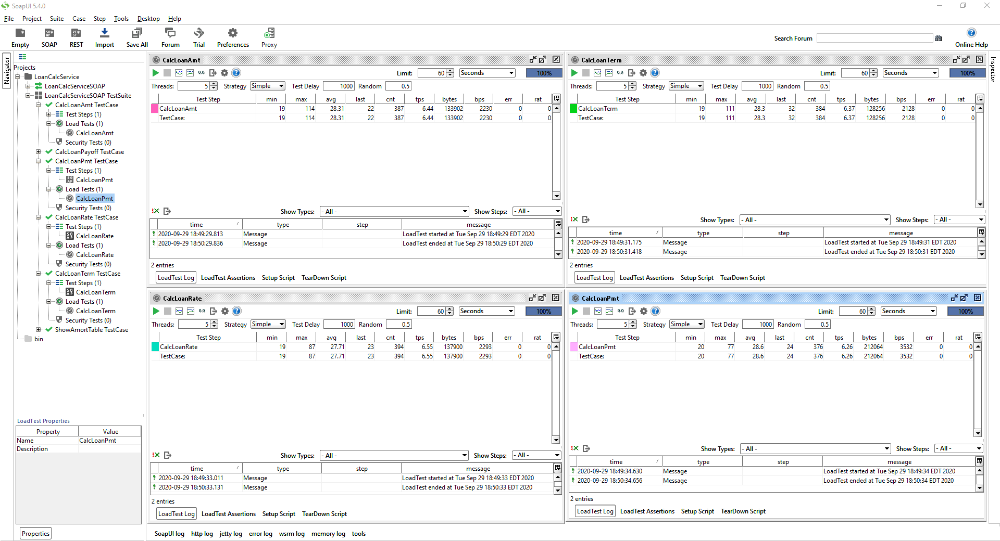 SoapUI 5.4.0
File Project Suite Case Step Tools Desktop Help
Empty SOAP REST Import Save All Forum Trial Preferences Proxy
Search Forum
Online Help
Navigator
Projects
LoanCalcService
LoanCalcServiceSOAP
LoanCalcServiceSOAP TestSuite
CalcLoanAmt TestCase
Test Steps (1)
Load Tests (1)
CalcLoanAmt
Security Tests (0)
CalcLoanPayoff TestCase
CalcLoanPmt TestCase
Test Steps (1)
CalcLoanPmt
Load Tests (1)
CalcLoanPmt
Security Tests (0)
CalcLoanRate TestCase
Test Steps (1)
CalcLoanRate
Load Tests (1)
CalcLoanRate
Security Tests (0)
CalcLoanTerm TestCase
Test Steps (1)
CalcLoanTerm
Load Tests (1)
CalcLoanTerm
Security Tests (0)
ShowAmortTable TestCase
bin
LoadTest Properties
Property Value
Name CalcLoanPmt
Description
Properties
CalcLoanAmt
0.0
Limit: 60 Seconds 100%
Threads: 5 Strategy Simple Test Delay 1000 Random 0.5
Test Step min max avg last cnt tps bytes bps err rat
CalcLoanAmt 19 114 28.31 22 387 6.44 133902 2230 0 0
TestCase: 19 114 28.31 22 387 6.44 133902 2230 0 0
Show Types: - All - Show Steps: - All -
time type step message
2020-09-29 18:49:29.813 Message LoadTest started at Tue Sep 29 18:49:29 EDT 2020
2020-09-29 18:50:29.836 Message LoadTest ended at Tue Sep 29 18:50:29 EDT 2020
2 entries
LoadTest Log LoadTest Assertions Setup Script TearDown Script
CalcLoanTerm
0.0
Limit: 60 Seconds 100%
Threads: 5 Strategy Simple Test Delay 1000 Random 0.5
Test Step min max avg last cnt tps bytes bps err rat
CalcLoanTerm 19 111 28.3 32 384 6.37 128256 2128 0 0
TestCase: 19 111 28.3 32 384 6.37 128256 2128 0 0
Show Types: - All - Show Steps: - All -
time type step message
2020-09-29 18:49:31.175 Message LoadTest started at Tue Sep 29 18:49:31 EDT 2020
2020-09-29 18:50:31.418 Message LoadTest ended at Tue Sep 29 18:50:31 EDT 2020
2 entries
LoadTest Log LoadTest Assertions Setup Script TearDown Script
CalcLoanRate
0.0
Limit: 60 Seconds 100%
Threads: 5 Strategy Simple Test Delay 1000 Random 0.5
Test Step min max avg last cnt tps bytes bps err rat
CalcLoanRate 19 87 27.71 23 394 6.55 137900 2293 0 0
TestCase: 19 87 27.71 23 394 6.55 137900 2293 0 0
Show Types: - All - Show Steps: - All -
time type step message
2020-09-29 18:49:33.011 Message LoadTest started at Tue Sep 29 18:49:33 EDT 2020
2020-09-29 18:50:33.131 Message LoadTest ended at Tue Sep 29 18:50:33 EDT 2020
2 entries
LoadTest Log LoadTest Assertions Setup Script TearDown Script
CalcLoanPmt
0.0
Limit: 60 Seconds 100%
Threads: 5 Strategy Simple Test Delay 1000 Random 0.5
Test Step min max avg last cnt tps bytes bps err rat
CalcLoanPmt 20 77 28.6 24 376 6.26 212064 3532 0 0
TestCase: 20 77 28.6 24 376 6.26 212064 3532 0 0
Show Types: - All - Show Steps: - All -
time type step message
2020-09-29 18:49:34.630 Message LoadTest started at Tue Sep 29 18:49:34 EDT 2020
2020-09-29 18:50:34.656 Message LoadTest ended at Tue Sep 29 18:50:34 EDT 2020
2 entries
LoadTest Log LoadTest Assertions Setup Script TearDown Script
Inspector
SoapUI log http log jetty log error log wsrm log memory log tools